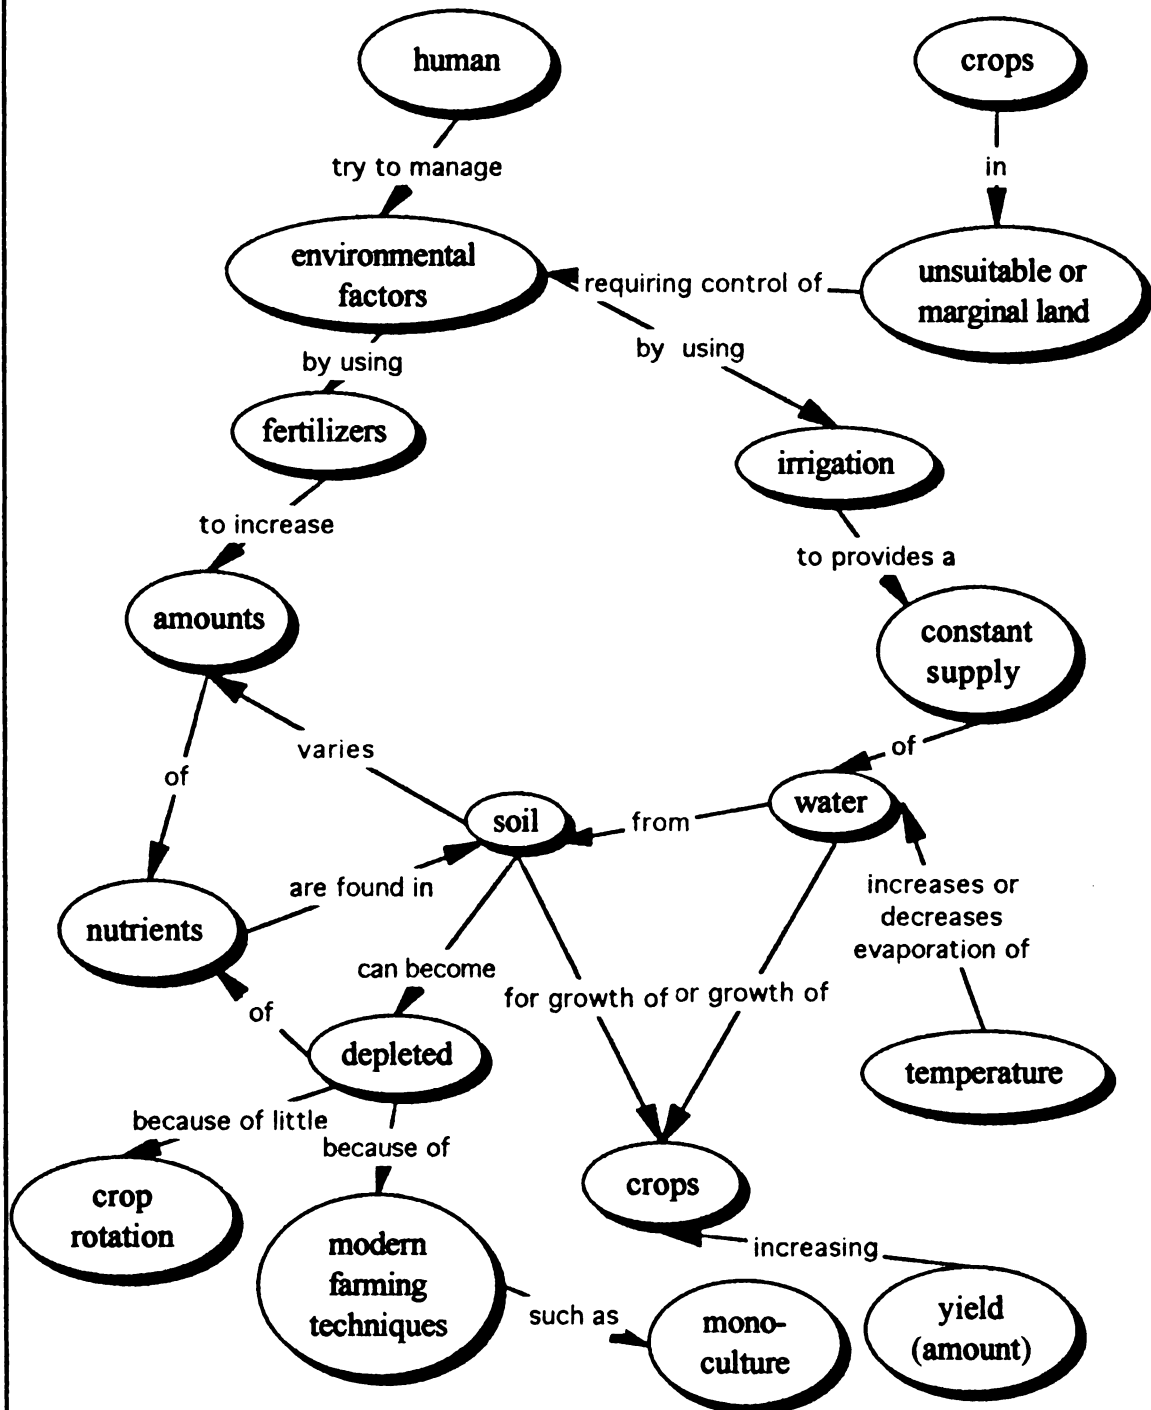 human
crops
try to manage
in
environmental
factors
requiring control of
unsuitable or
marginal land
by using
by using
fertilizers
irrigation
to increase
to provides a
amounts
constant
supply
of
varies
of
water
soil
from
are found in
nutrients
increases or
decreases
evaporation of
can become
for growth of
or growth of
of
depleted
temperature
because of little
because of
crop
rotation
crops
modern
farming
techniques
increasing
such as
mono-
culture
yield
(amount)